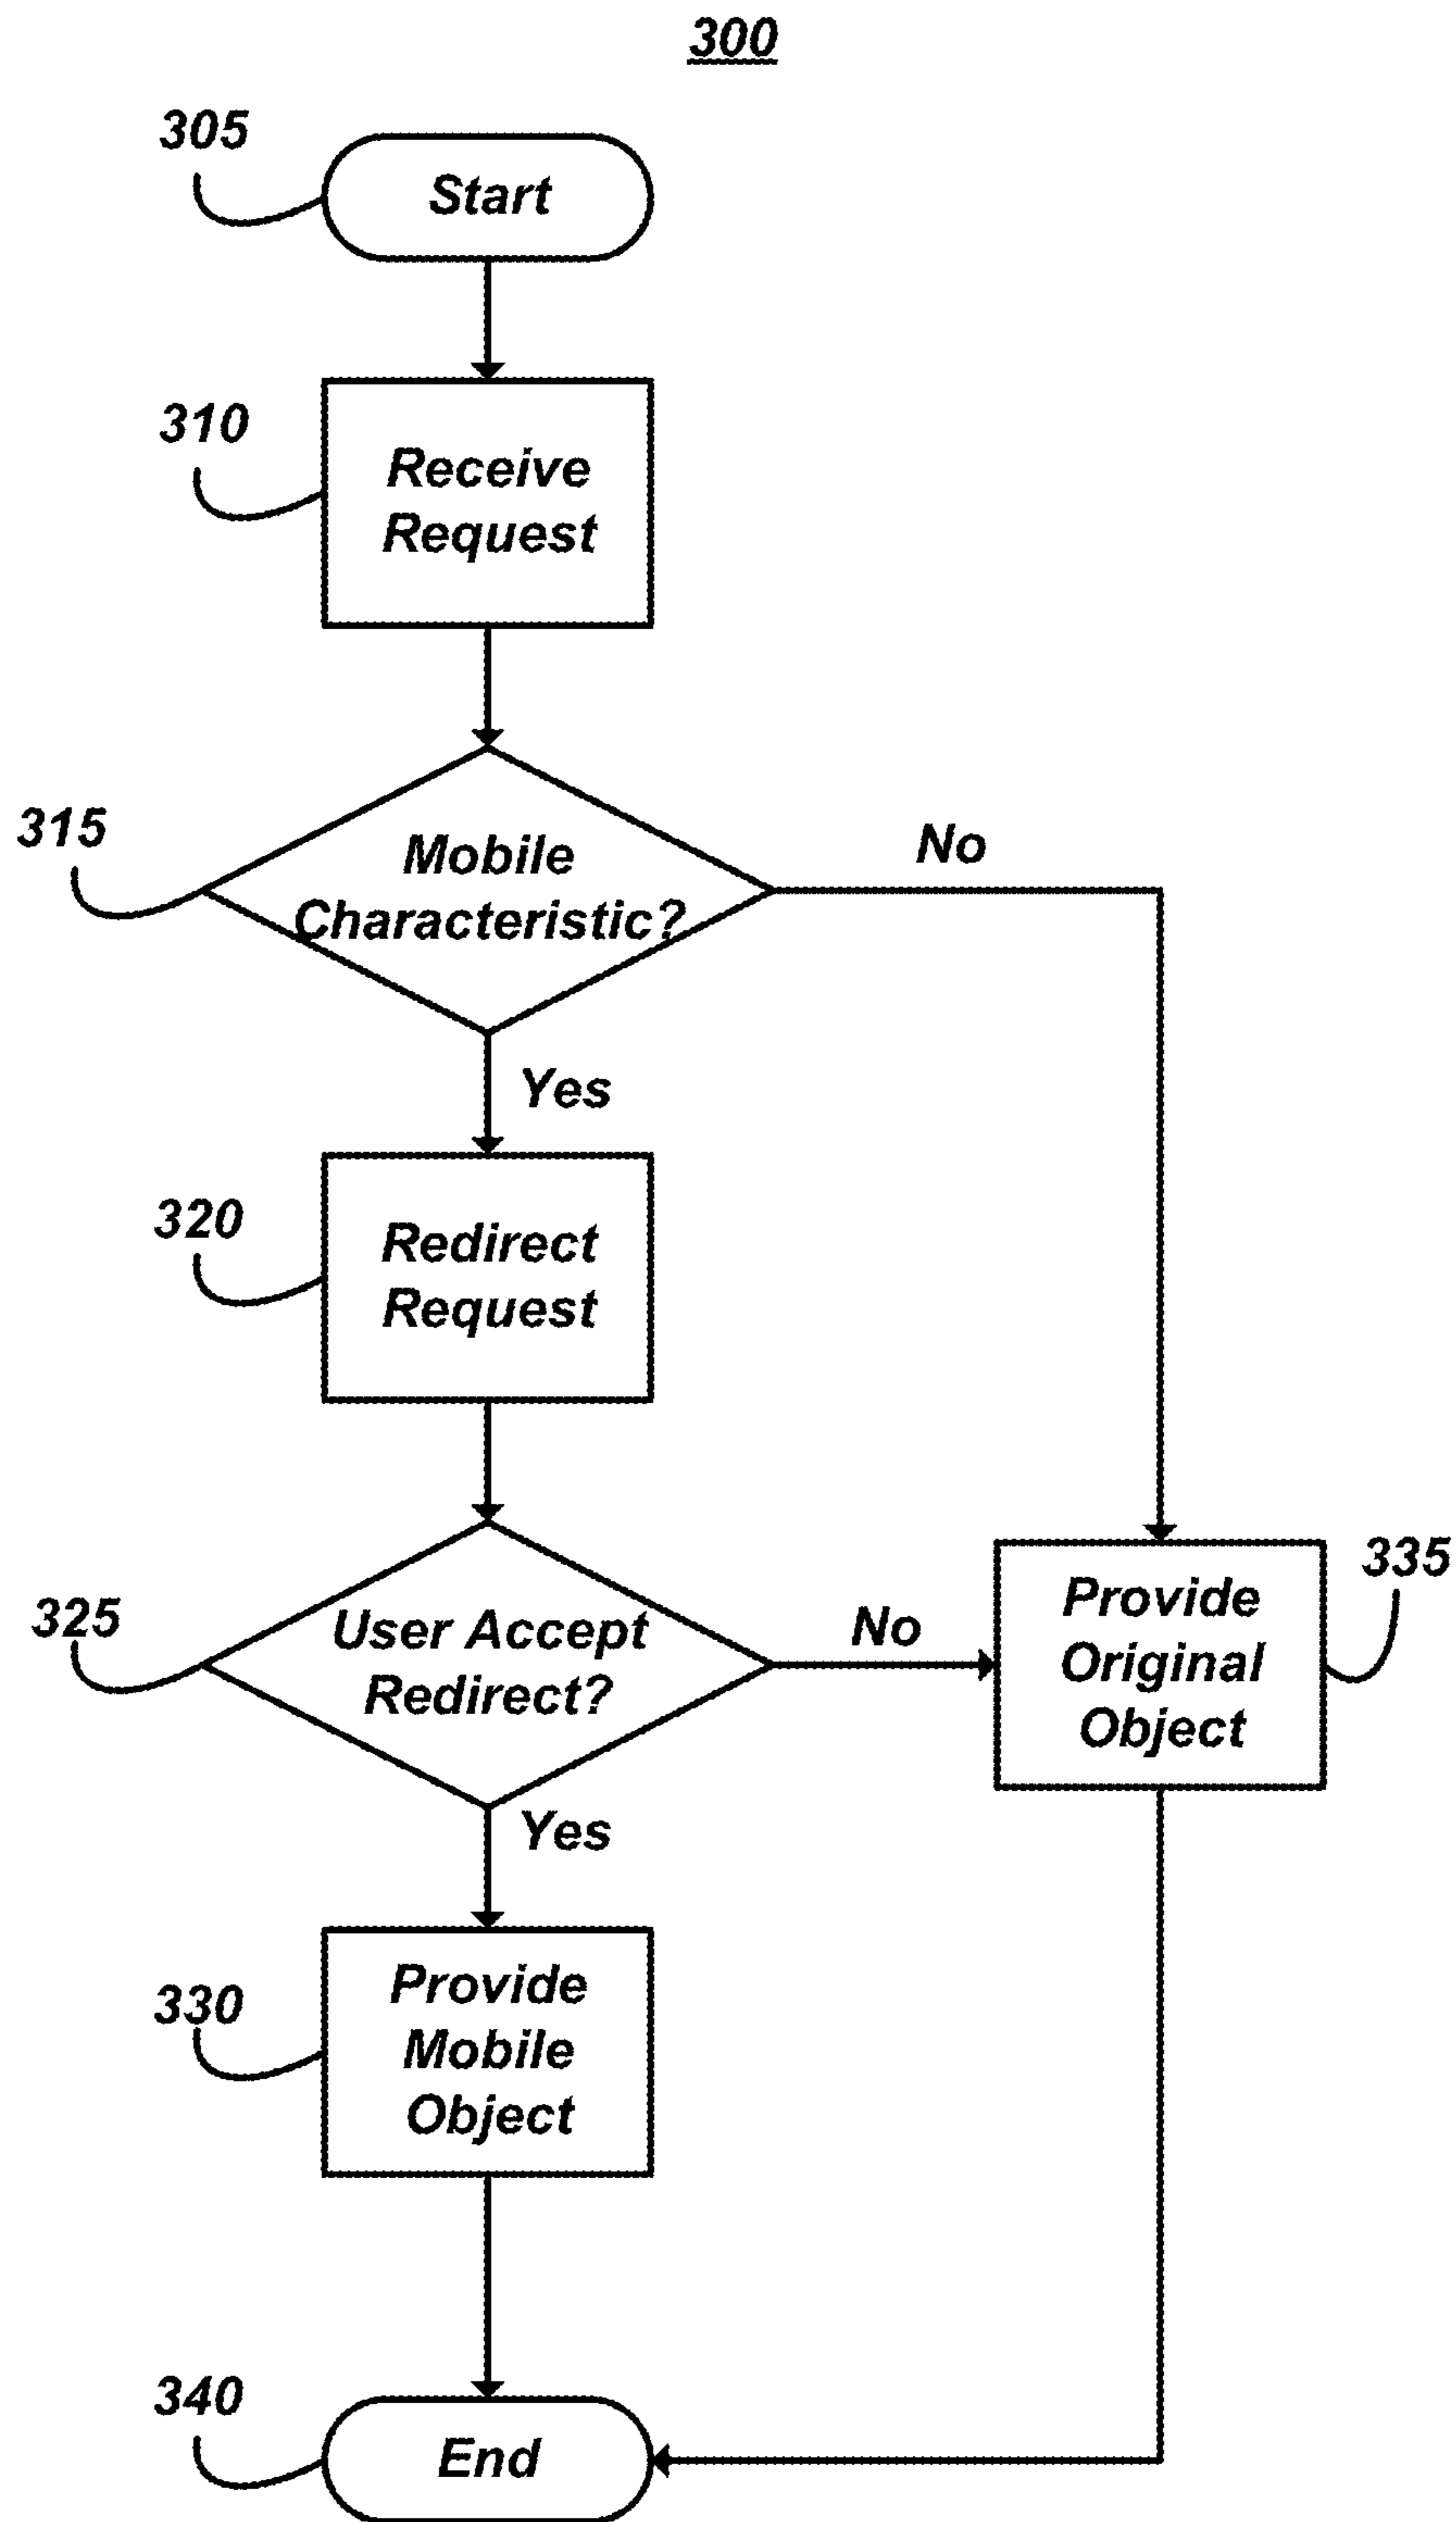 300
305
Start
310
Receive
Request
315
Mobile
Characteristic?
No
Yes
320
Redirect
Request
325
User Accept
Redirect?
No
335
Provide
Original
Object
Yes
330
Provide
Mobile
Object
340
End